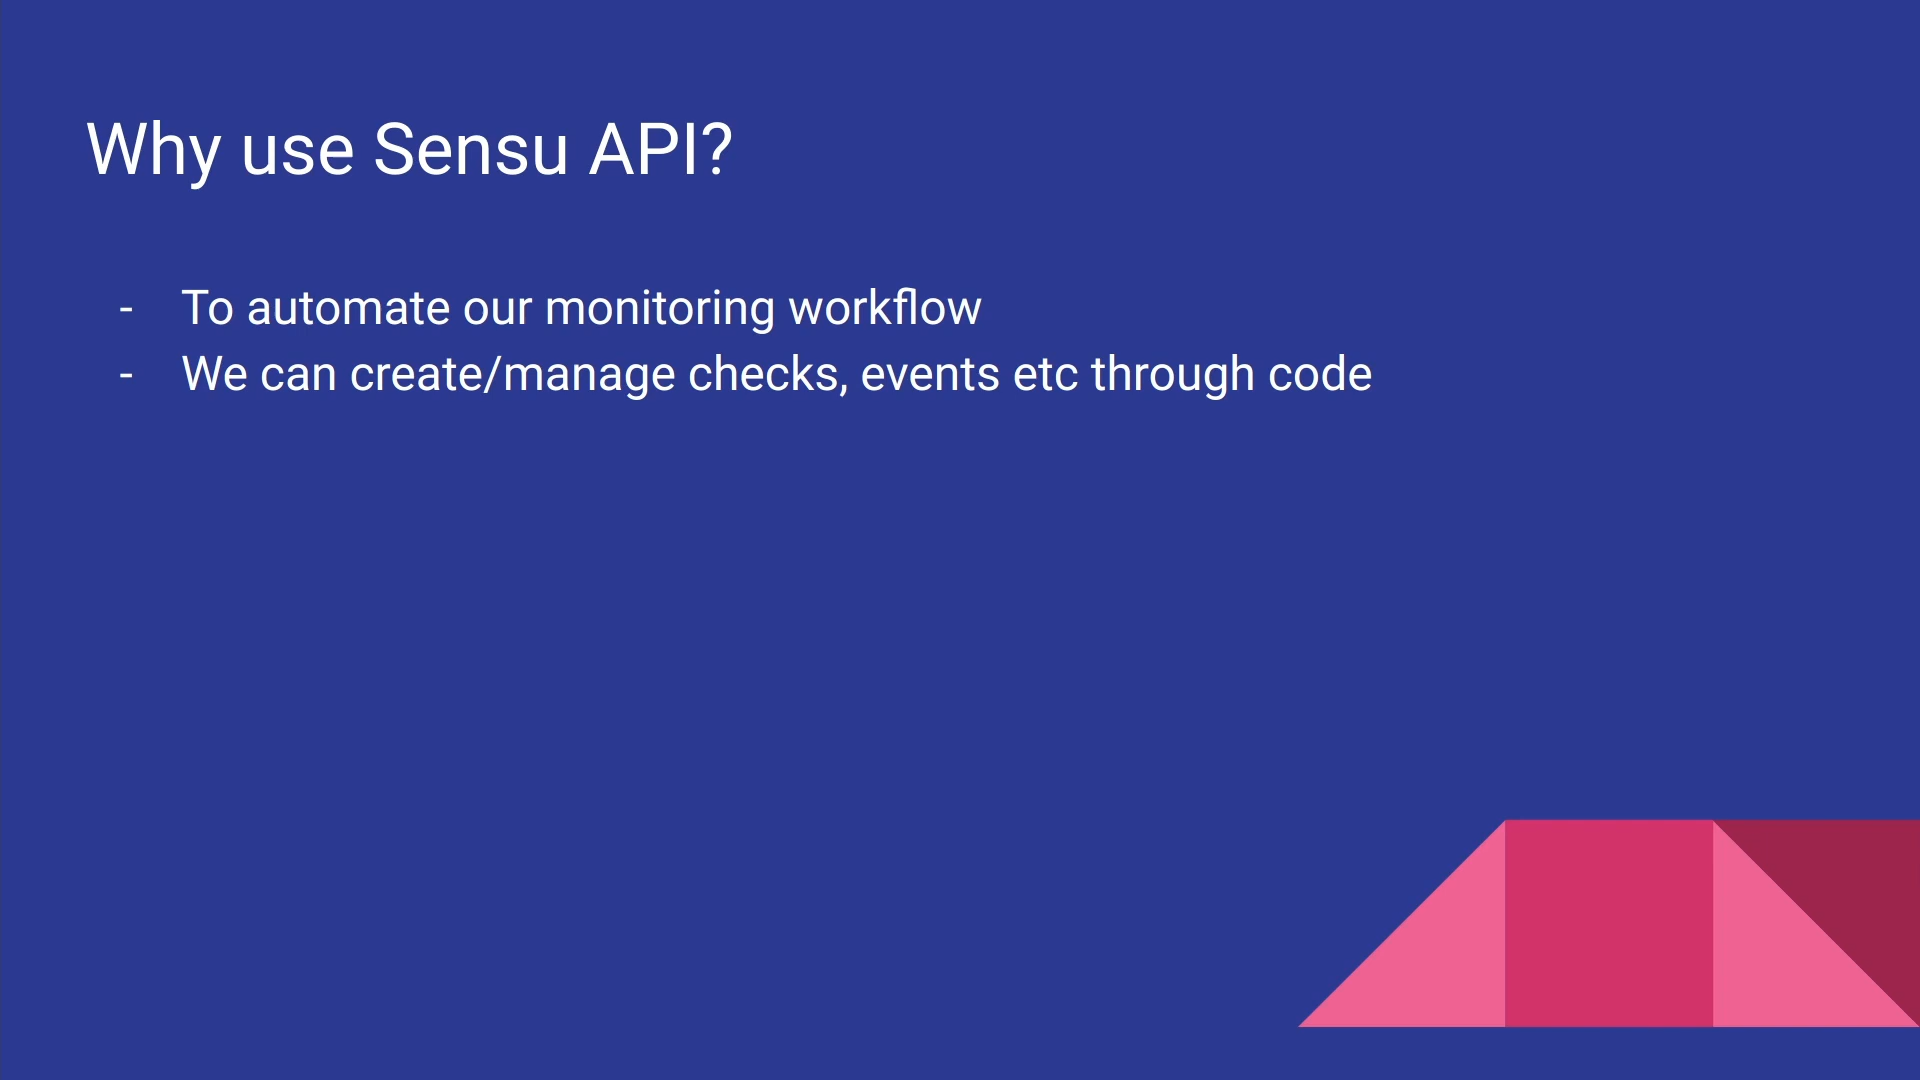 Why use Sensu API?
- To automate our monitoring workflow
- We can create/manage checks, events etc through code